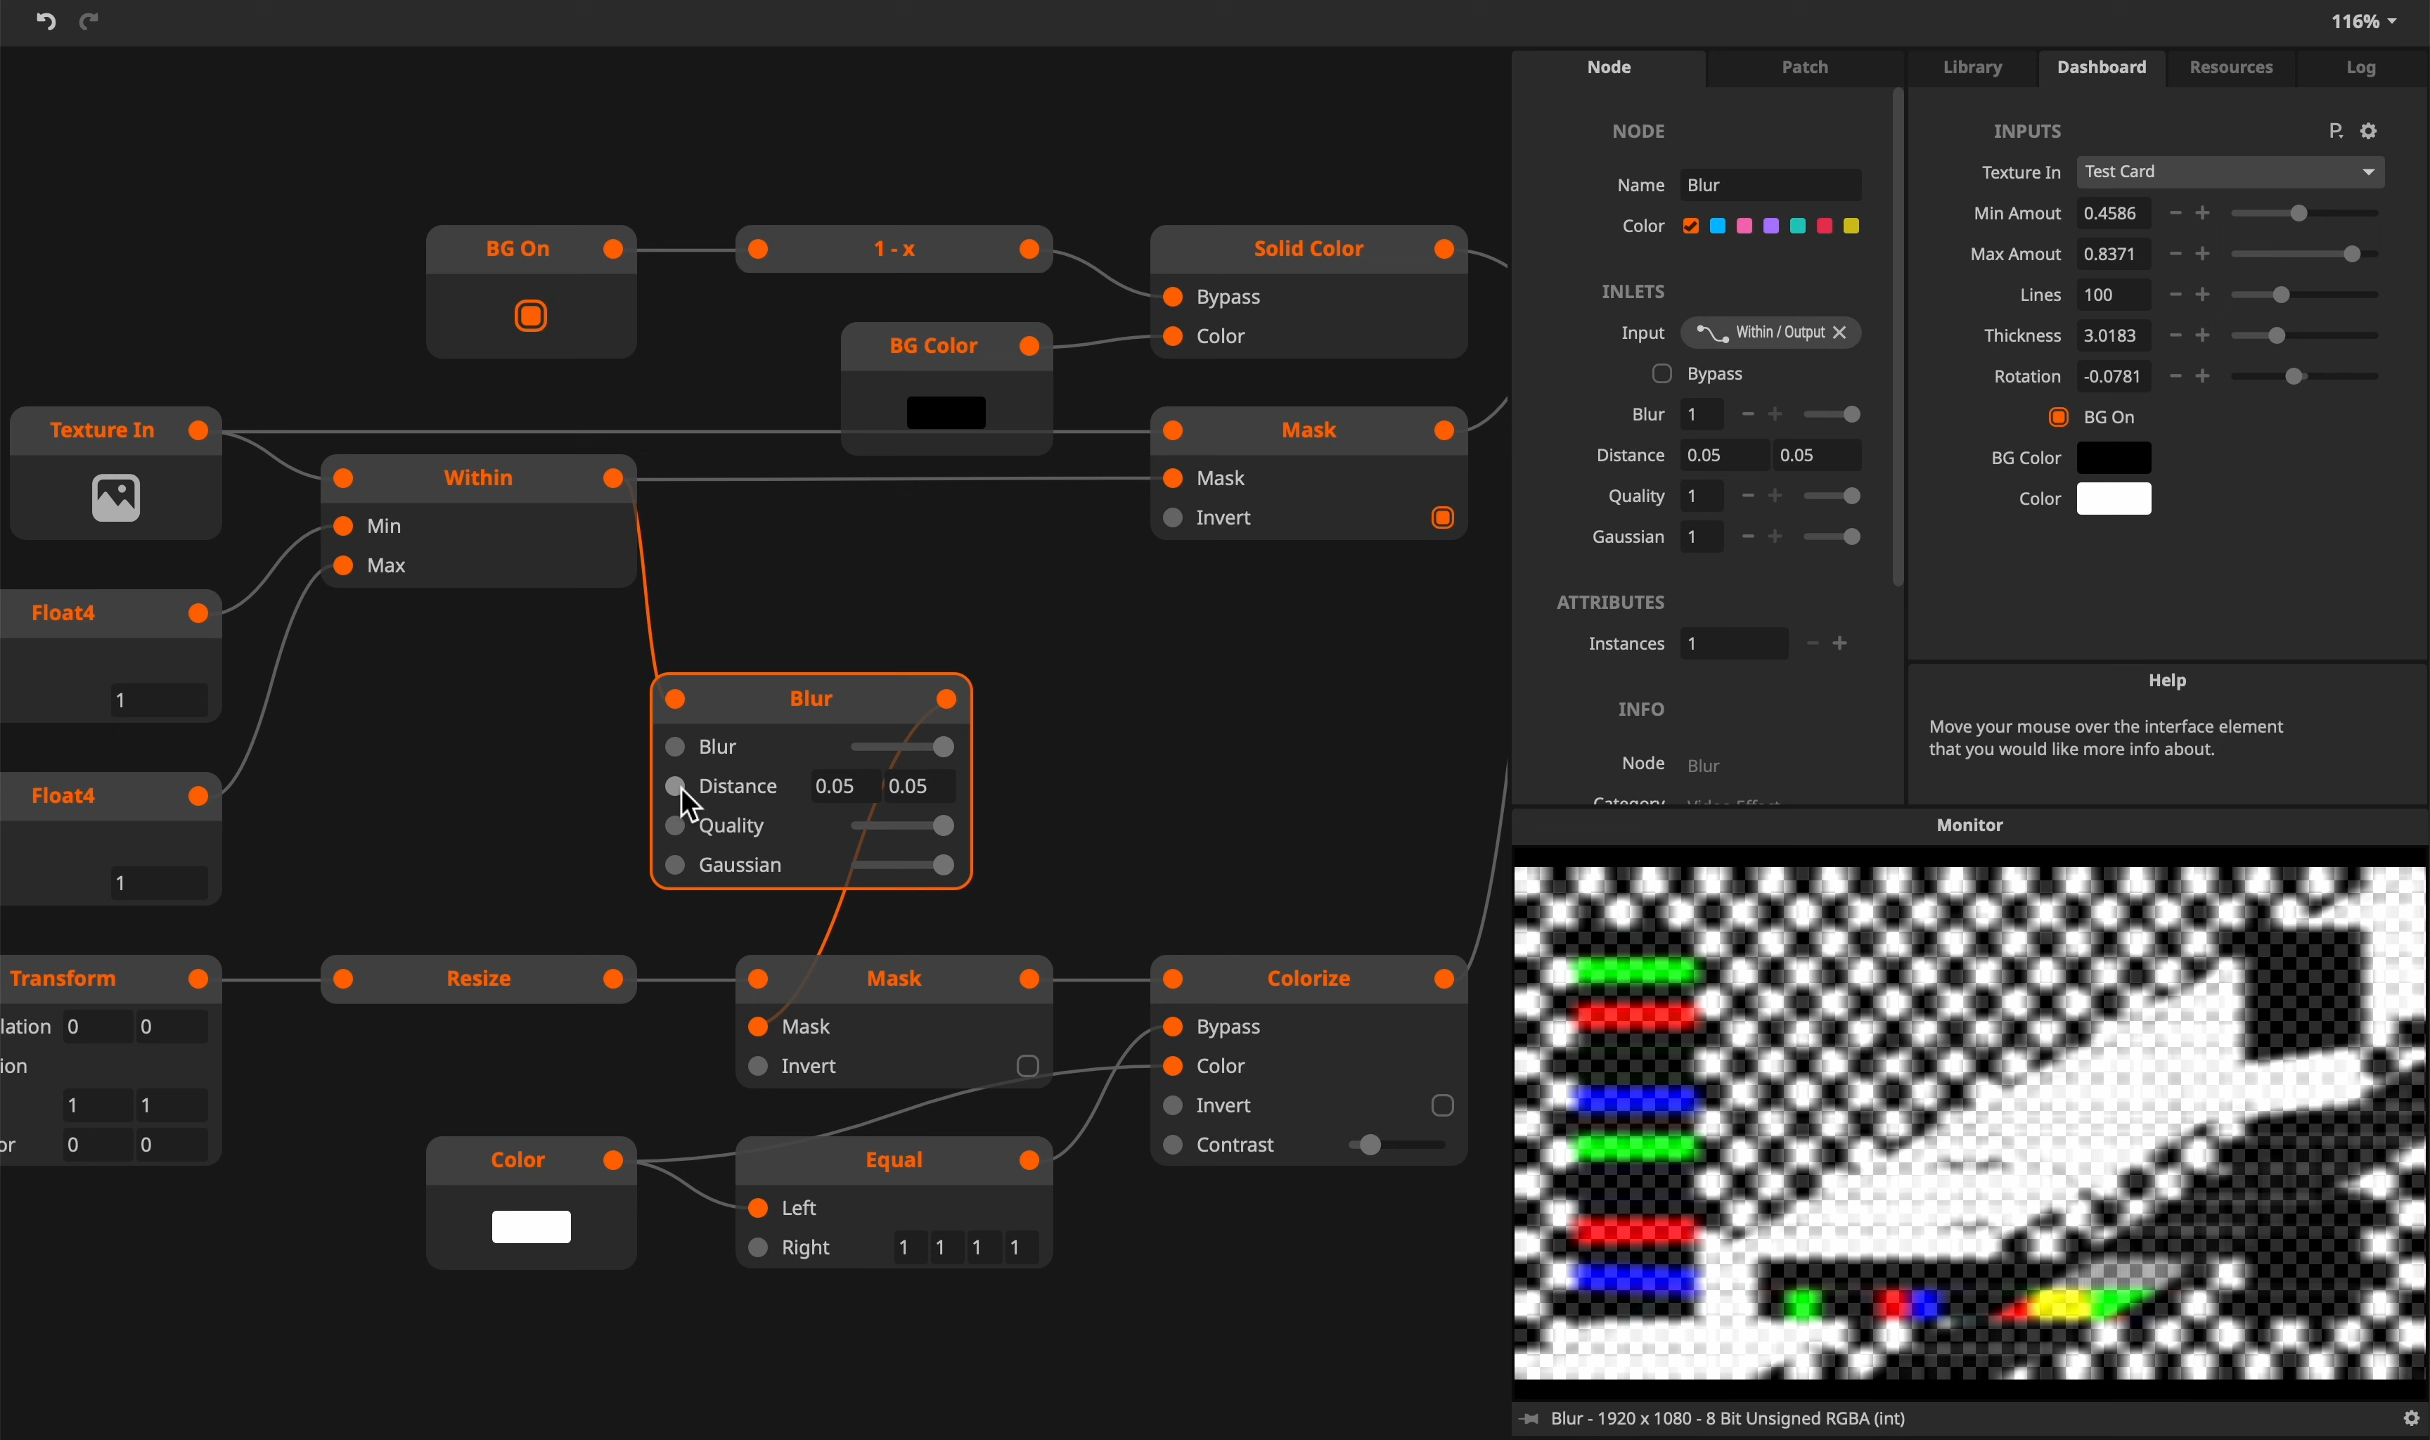 116%
Node
Patch
Library
Dashboard
Resources
Log
BG On
1 - x
Solid Color
Bypass
Color
BG Color
Texture In
Mask
Mask
Invert
Within
Min
Max
Float4
1
Float4
1
Blur
Blur
Distance 0.05 0.05
Quality
Gaussian
Transform
lation 0 0
ion
1 1
or 0 0
Resize
Mask
Mask
Invert
Colorize
Bypass
Color
Invert
Contrast
Color
Equal
Left
Right 1 1 1 1
NODE
Name Blur
Color
INLETS
Input Within / Output
Bypass
Blur 1
Distance 0.05 0.05
Quality 1
Gaussian 1
ATTRIBUTES
Instances 1
INFO
Node Blur
Category Video Effect
INPUTS
P.
Texture In Test Card
Min Amout 0.4586
Max Amout 0.8371
Lines 100
Thickness 3.0183
Rotation -0.0781
BG On
BG Color
Color
Help
Move your mouse over the interface element
that you would like more info about.
Monitor
Blur - 1920 x 1080 - 8 Bit Unsigned RGBA (int)